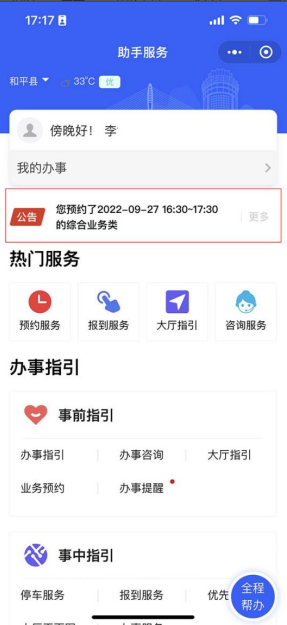 17:17
助手服务
和平县 33℃ 优
傍晚好！ 李
我的办事
公告 您预约了2022-09-27 16:30~17:30 更多
的综合业务类
热门服务
预约服务 报到服务 大厅指引 咨询服务
办事指引
事前指引
办事指引 办事咨询 大厅指引
业务预约 办事提醒
事中指引
全程
停车服务 报到服务 优先
帮办